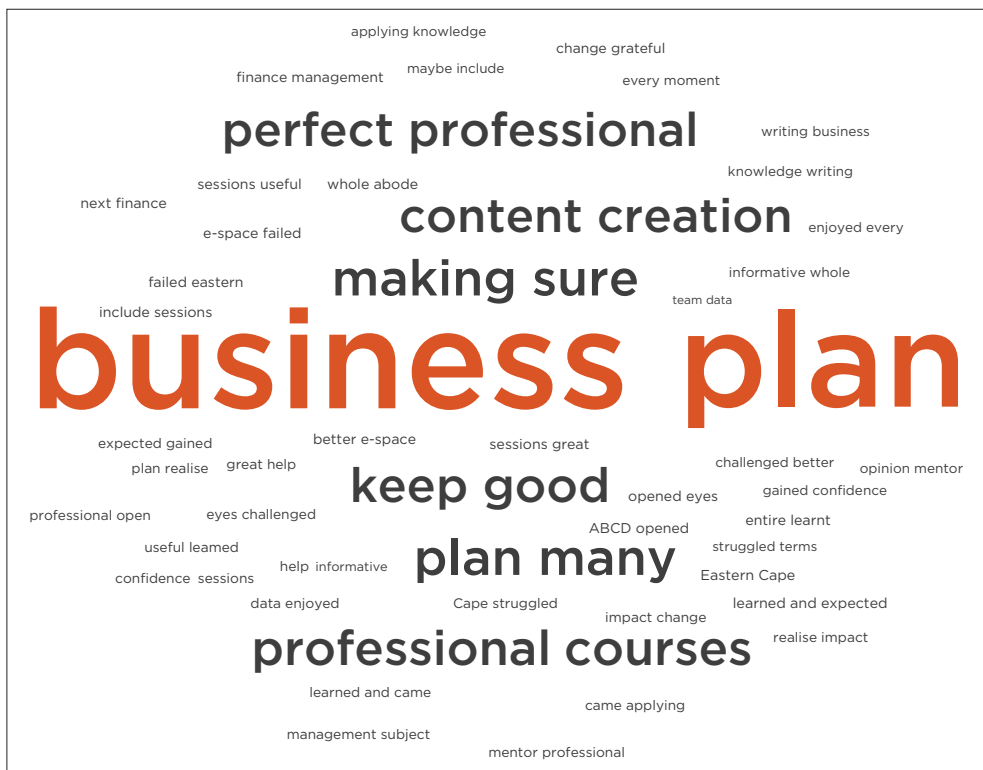 applying knowledge
change grateful
finance management
maybe include
every moment
perfect professional
writing business
knowledge writing
sessions useful
whole abode
next finance
content creation
enjoyed every
e-space failed
making sure
informative whole
failed eastern
team data
include sessions
business plan
expected gained
better e-space
sessions great
plan realise
great help
challenged better
opinion mentor
keep good
opened eyes
gained confidence
professional open
eyes challenged
ABCD opened
entire learnt
useful leamed
plan many
struggled terms
confidence sessions
help informative
Eastern Cape
data enjoyed
Cape struggled
learned and expected
impact change
professional courses
realise impact
learned and came
came applying
management subject
mentor professional